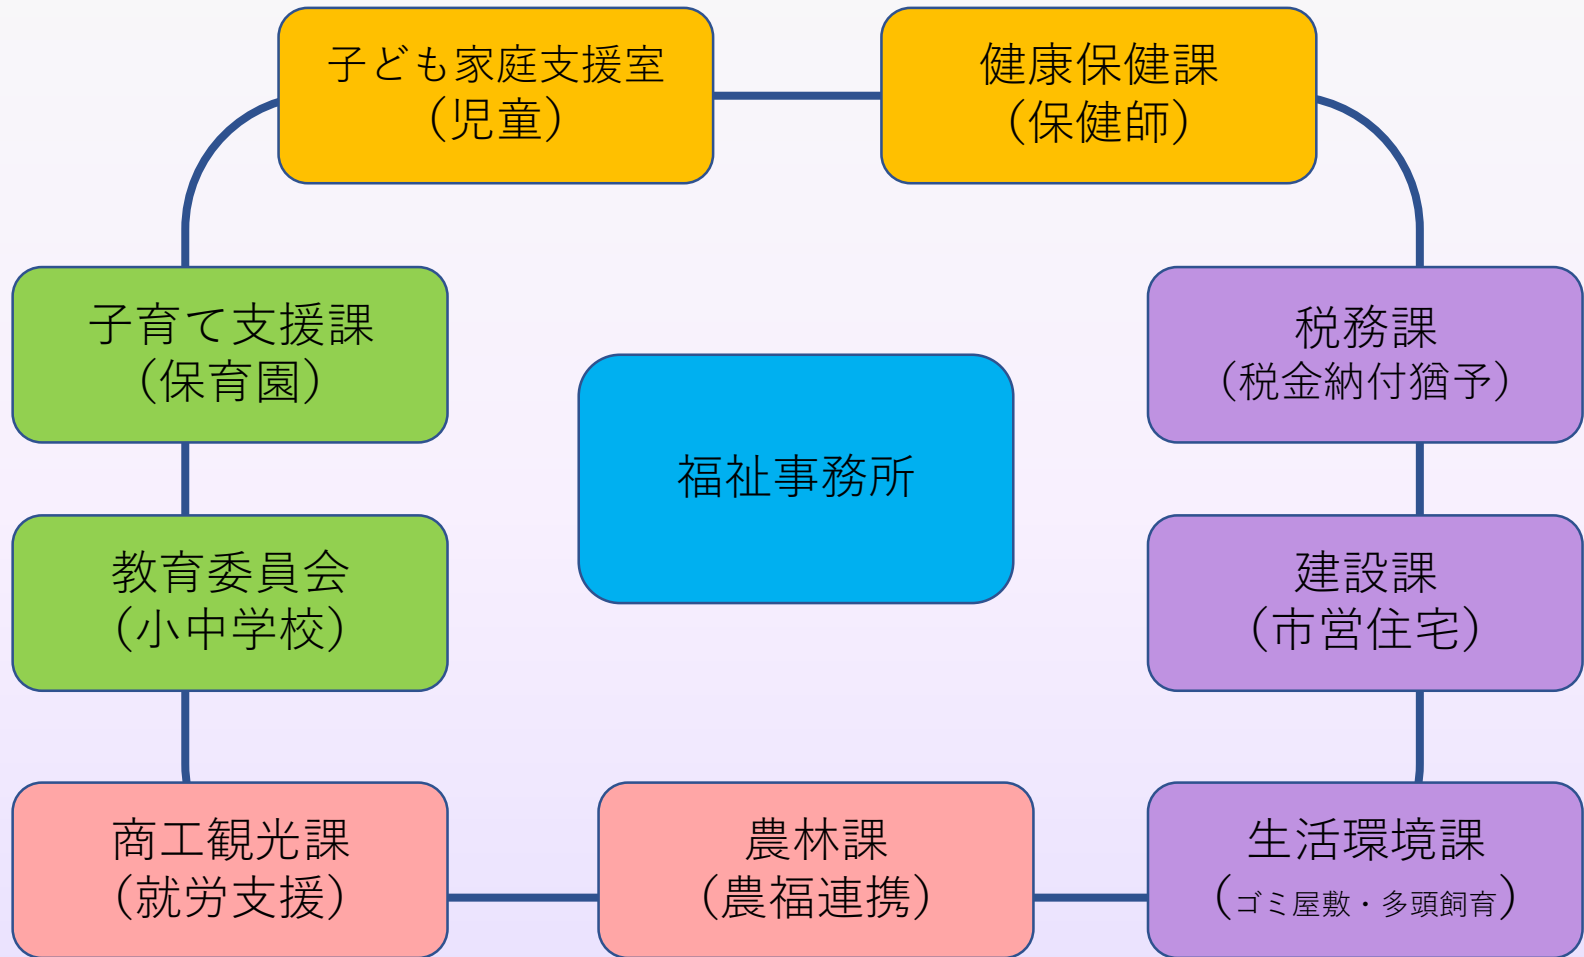 子ども家庭支援室
（児童）
健康保健課
（保健師）
子育て支援課
（保育園）
税務課
（税金納付猶予）
福祉事務所
教育委員会
（小中学校）
建設課
（市営住宅）
商工観光課
（就労支援）
農林課
（農福連携）
生活環境課
（ゴミ屋敷・多頭飼育）